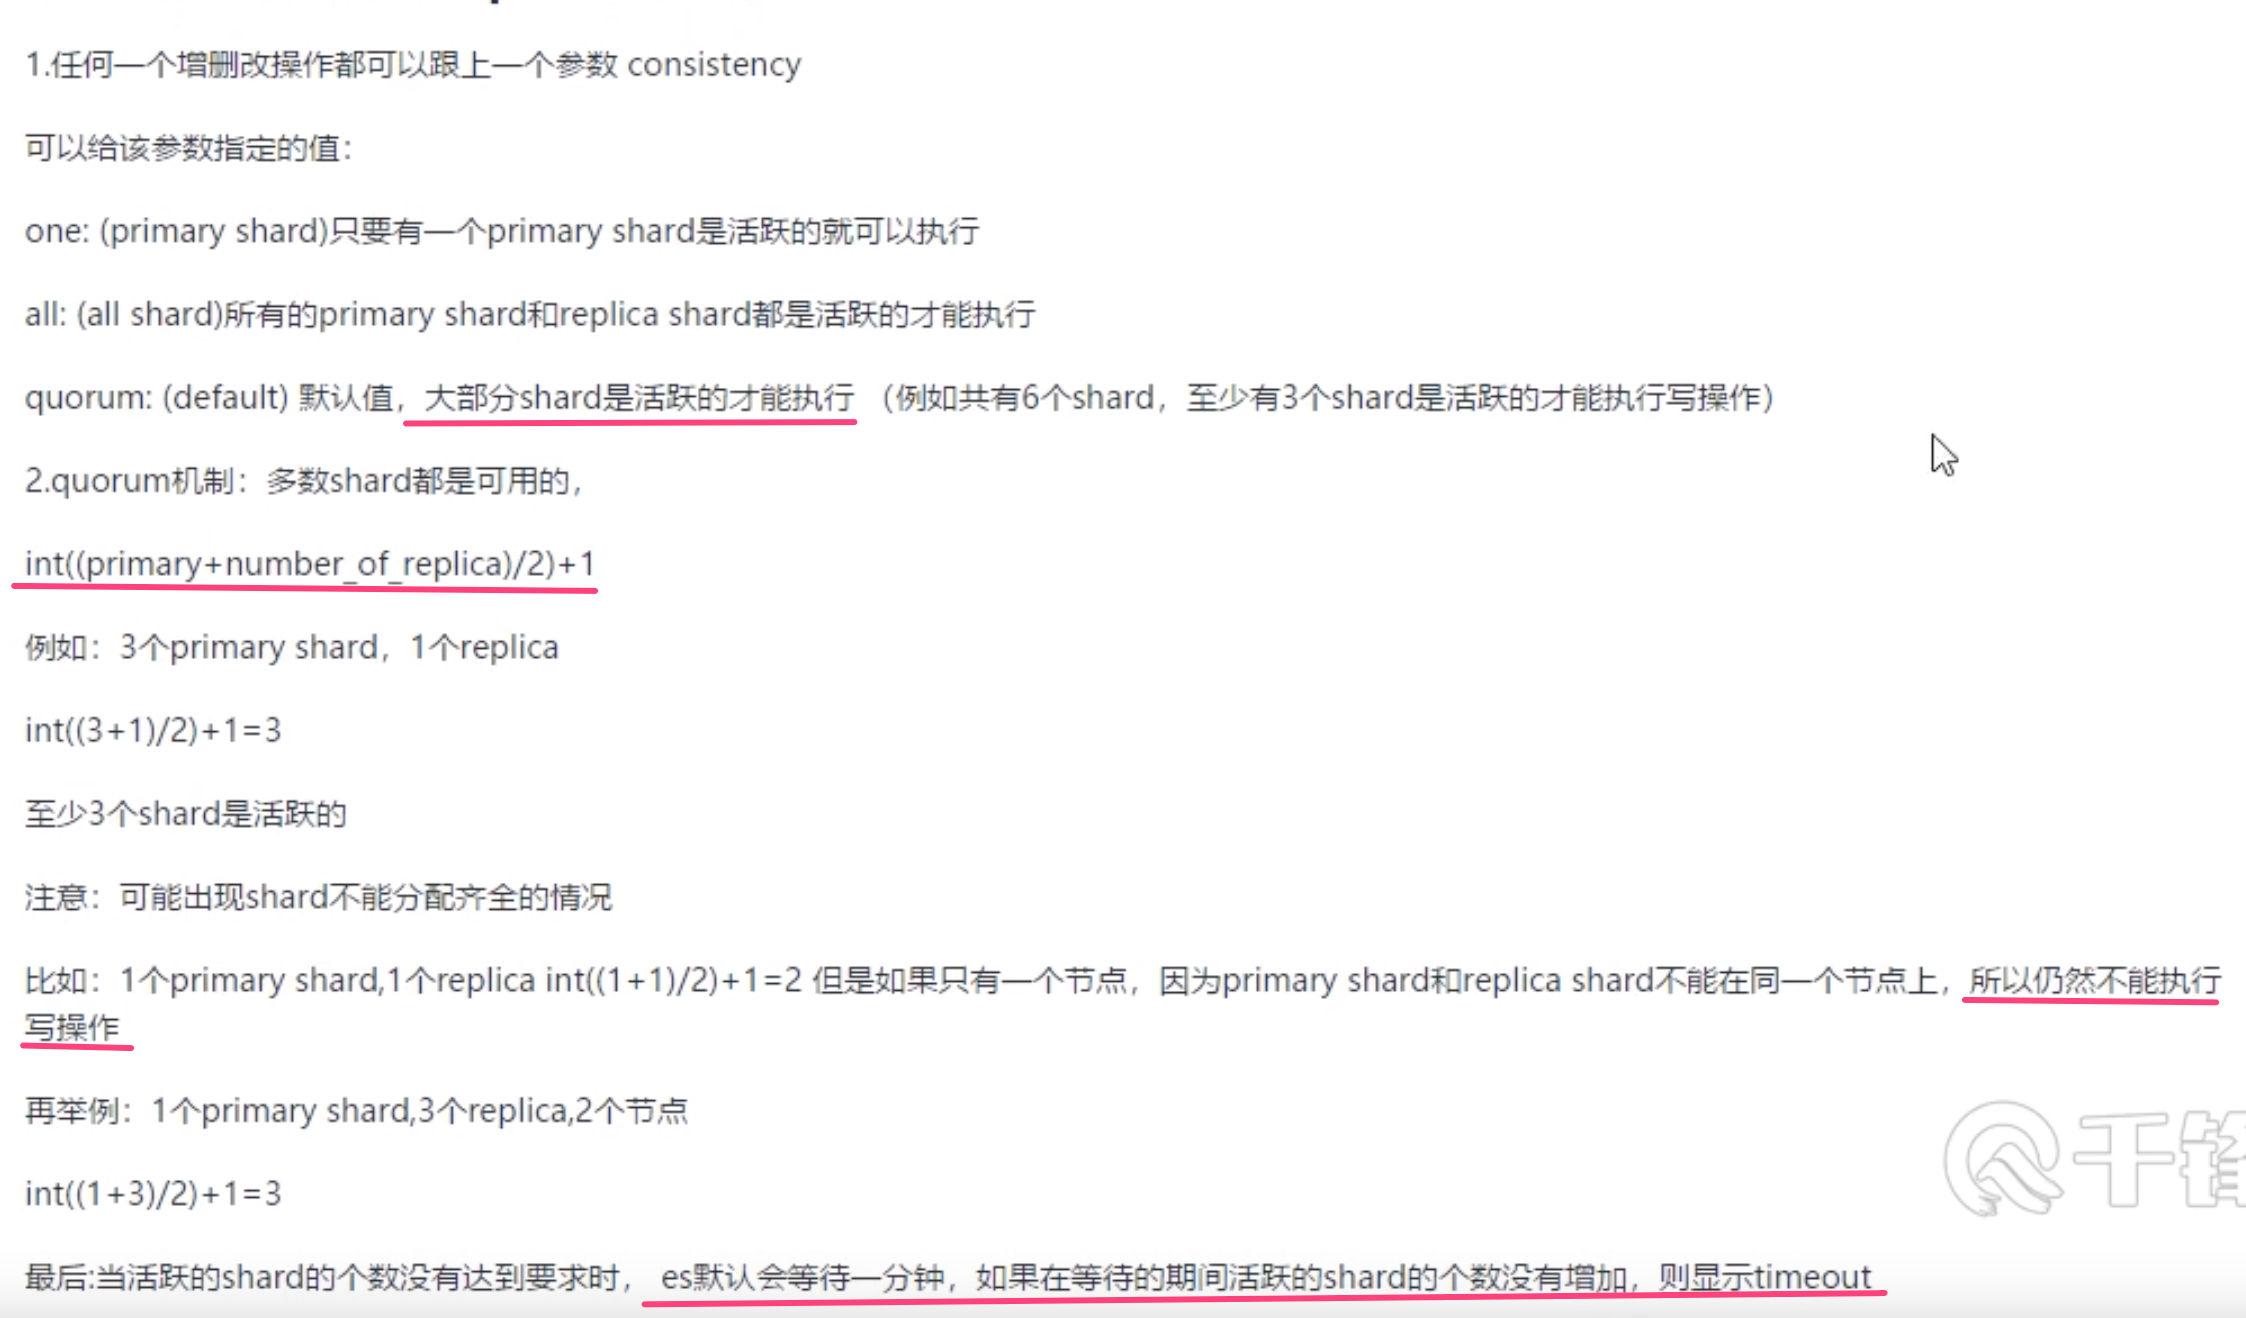 1.任何一个增删改操作都可以跟上一个参数 consistency
可以给该参数指定的值：
one: (primary shard)只要有一个primary shard是活跃的就可以执行
all: (all shard)所有的primary shard和replica shard都是活跃的才能执行
quorum: (default) 默认值，大部分shard是活跃的才能执行 （例如共有6个shard，至少有3个shard是活跃的才能执行写操作）
2.quorum机制：多数shard都是可用的，
int((primary+number_of_replica)/2)+1
例如：3个primary shard，1个replica
int((3+1)/2)+1=3
至少3个shard是活跃的
注意：可能出现shard不能分配齐全的情况
比如：1个primary shard,1个replica int((1+1)/2)+1=2 但是如果只有一个节点，因为primary shard和replica shard不能在同一个节点上，所以仍然不能执行
写操作
再举例：1个primary shard,3个replica,2个节点
千锋
int((1+3)/2)+1=3
最后:当活跃的shard的个数没有达到要求时， es默认会等待一分钟，如果在等待的期间活跃的shard的个数没有增加，则显示timeout